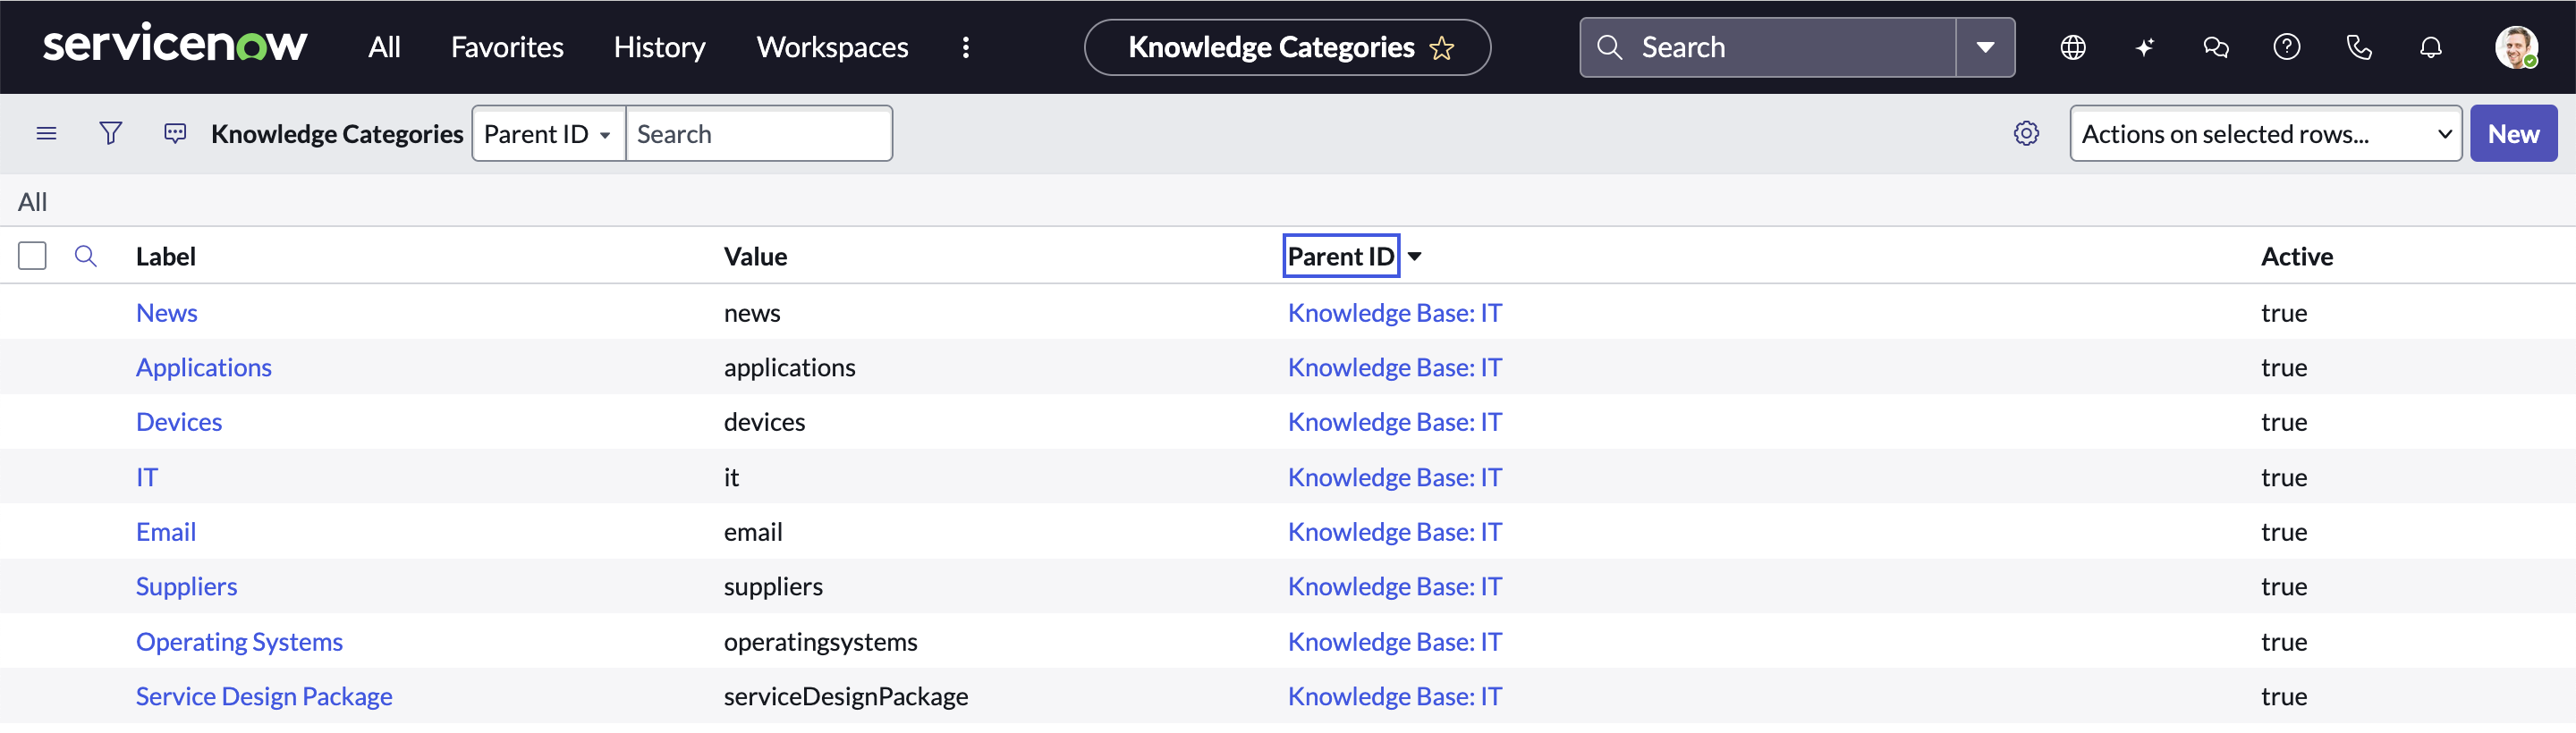 servicenow All Favorites History Workspaces Knowledge Categories Search
Knowledge Categories Parent ID Search Actions on selected rows... New
All
Label Value Parent ID Active
News news Knowledge Base: IT true
Applications applications Knowledge Base: IT true
Devices devices Knowledge Base: IT true
IT it Knowledge Base: IT true
Email email Knowledge Base: IT true
Suppliers suppliers Knowledge Base: IT true
Operating Systems operatingsystems Knowledge Base: IT true
Service Design Package serviceDesignPackage Knowledge Base: IT true